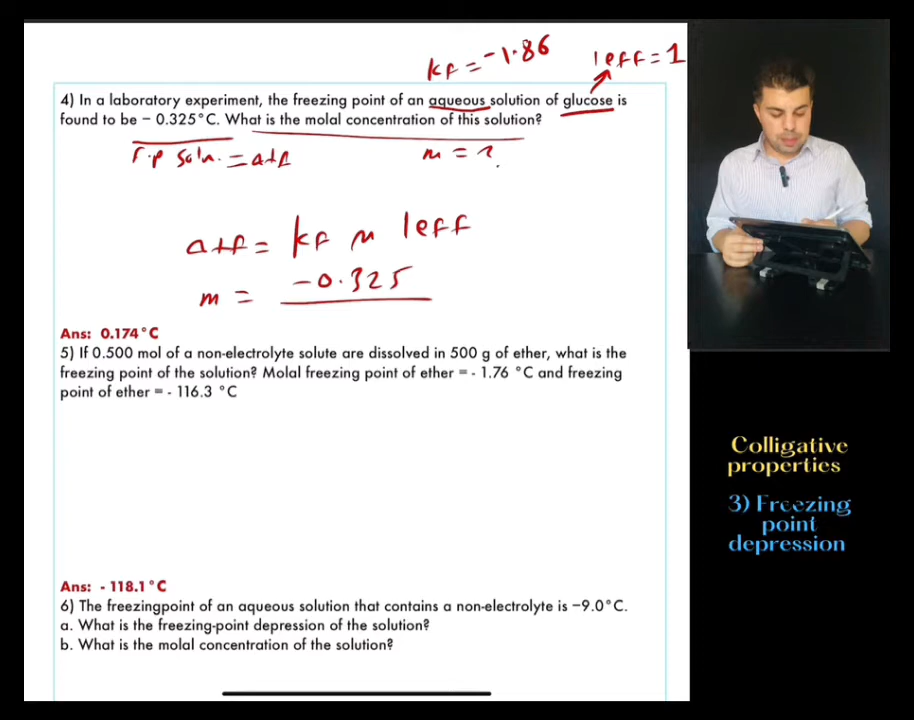 kf = -1.86
ieff = 1
4) In a laboratory experiment, the freezing point of an aqueous solution of glucose is
found to be – 0.325°C. What is the molal concentration of this solution?
f.p soln. = Δtf
m = ?
Δtf = kf m ieff
m = -0.325
Ans: 0.174°C
5) If 0.500 mol of a non-electrolyte solute are dissolved in 500 g of ether, what is the
freezing point of the solution? Molal freezing point of ether = - 1.76 °C and freezing
point of ether = - 116.3 °C
Ans: - 118.1°C
6) The freezingpoint of an aqueous solution that contains a non-electrolyte is –9.0°C.
a. What is the freezing-point depression of the solution?
b. What is the molal concentration of the solution?
Colligative
properties
3) Freezing
point
depression